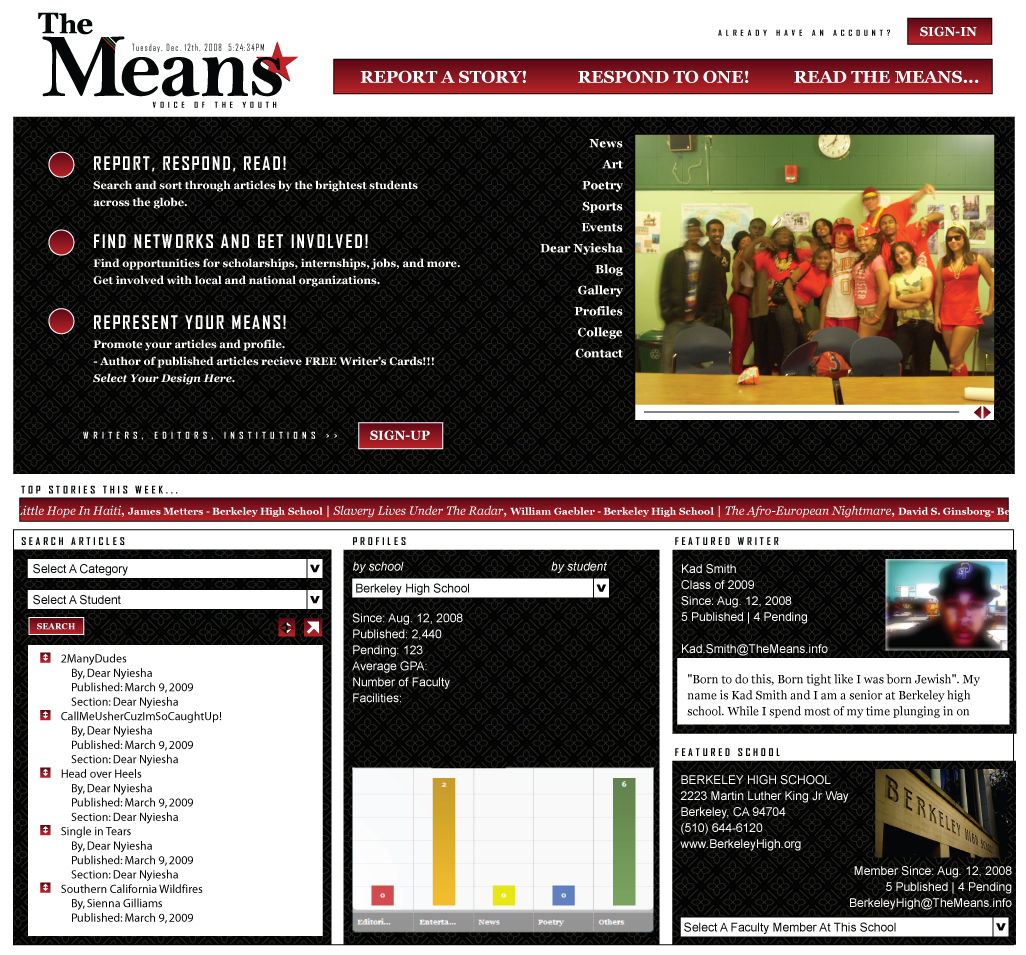 The
Means
Tuesday, Dec. 12th, 2008 5:24:34PM
VOICE OF THE YOUTH
ALREADY HAVE AN ACCOUNT?
SIGN-IN
REPORT A STORY! RESPOND TO ONE! READ THE MEANS...
REPORT, RESPOND, READ!
Search and sort through articles by the brightest students
across the globe.
FIND NETWORKS AND GET INVOLVED!
Find opportunities for scholarships, internships, jobs, and more.
Get involved with local and national organizations.
REPRESENT YOUR MEANS!
Promote your articles and profile.
- Author of published articles recieve FREE Writer's Cards!!!
Select Your Design Here.
WRITERS, EDITORS, INSTITUTIONS >>
SIGN-UP
News
Art
Poetry
Sports
Events
Dear Nyiesha
Blog
Gallery
Profiles
College
Contact
TOP STORIES THIS WEEK...
Little Hope In Haiti, James Metters - Berkeley High School | Slavery Lives Under The Radar, William Gaebler - Berkeley High School | The Afro-European Nightmare, David S. Ginsborg- Be
SEARCH ARTICLES
Select A Category
Select A Student
SEARCH
2ManyDudes
By, Dear Nyiesha
Published: March 9, 2009
Section: Dear Nyiesha
CallMeUsherCuzImSoCaughtUp!
By, Dear Nyiesha
Published: March 9, 2009
Section: Dear Nyiesha
Head over Heels
By, Dear Nyiesha
Published: March 9, 2009
Section: Dear Nyiesha
Single in Tears
By, Dear Nyiesha
Published: March 9, 2009
Section: Dear Nyiesha
Southern California Wildfires
By, Sienna Gilliams
Published: March 9, 2009
PROFILES
by school by student
Berkeley High School
Since: Aug. 12, 2008
Published: 2,440
Pending: 123
Average GPA:
Number of Faculty
Facilities:
0 2 0 0 6
Editori... Enterta... News Poetry Others
FEATURED WRITER
Kad Smith
Class of 2009
Since: Aug. 12, 2008
5 Published | 4 Pending
Kad.Smith@TheMeans.info
"Born to do this, Born tight like I was born Jewish". My
name is Kad Smith and I am a senior at Berkeley high
school. While I spend most of my time plunging in on
FEATURED SCHOOL
BERKELEY HIGH SCHOOL
2223 Martin Luther King Jr Way
Berkeley, CA 94704
(510) 644-6120
www.BerkeleyHigh.org
BERKELEY HIGH SCHOOL
Member Since: Aug. 12, 2008
5 Published | 4 Pending
BerkeleyHigh@TheMeans.info
Select A Faculty Member At This School